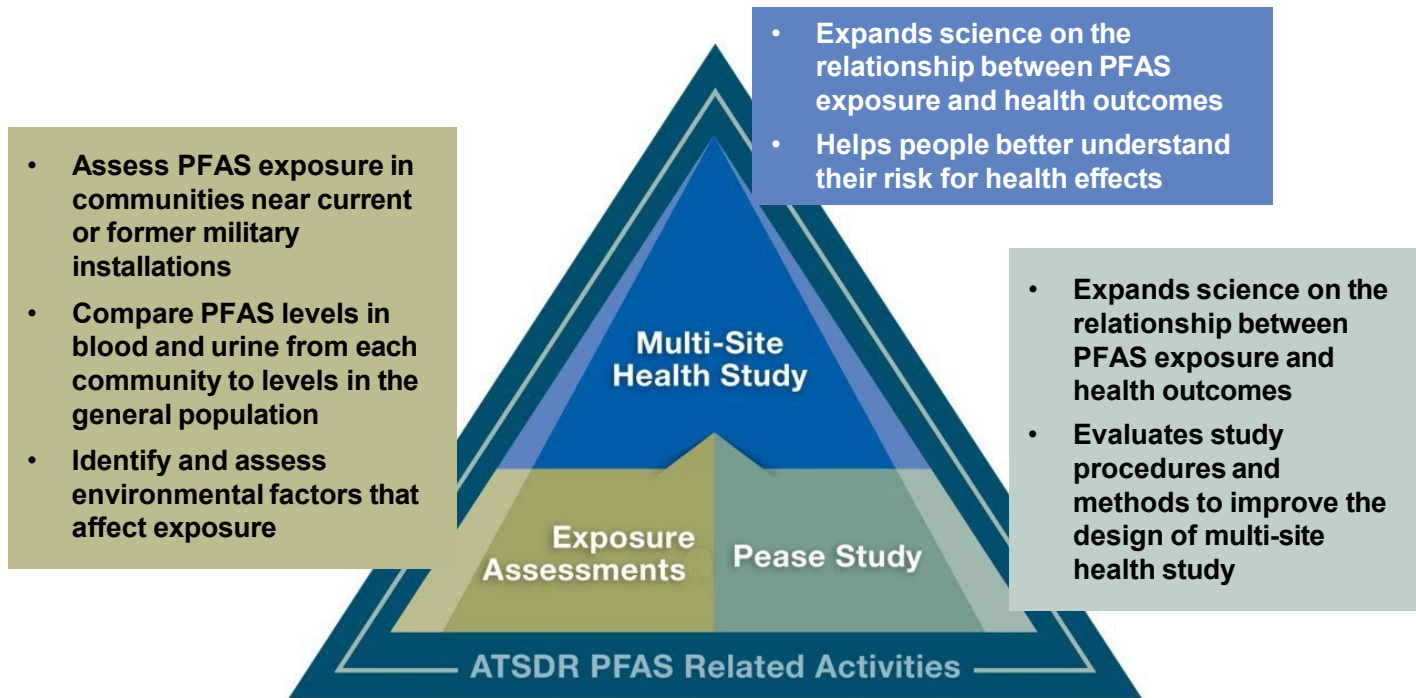 • Expands science on the
relationship between PFAS
exposure and health outcomes
• Helps people better understand
their risk for health effects
• Assess PFAS exposure in
communities near current
or former military
installations
• Compare PFAS levels in
blood and urine from each
community to levels in the
general population
• Identify and assess
environmental factors that
affect exposure
• Expands science on the
relationship between
PFAS exposure and
health outcomes
• Evaluates study
procedures and
methods to improve the
design of multi-site
health study
Multi-Site
Health Study
Exposure
Assessments
Pease Study
ATSDR PFAS Related Activities